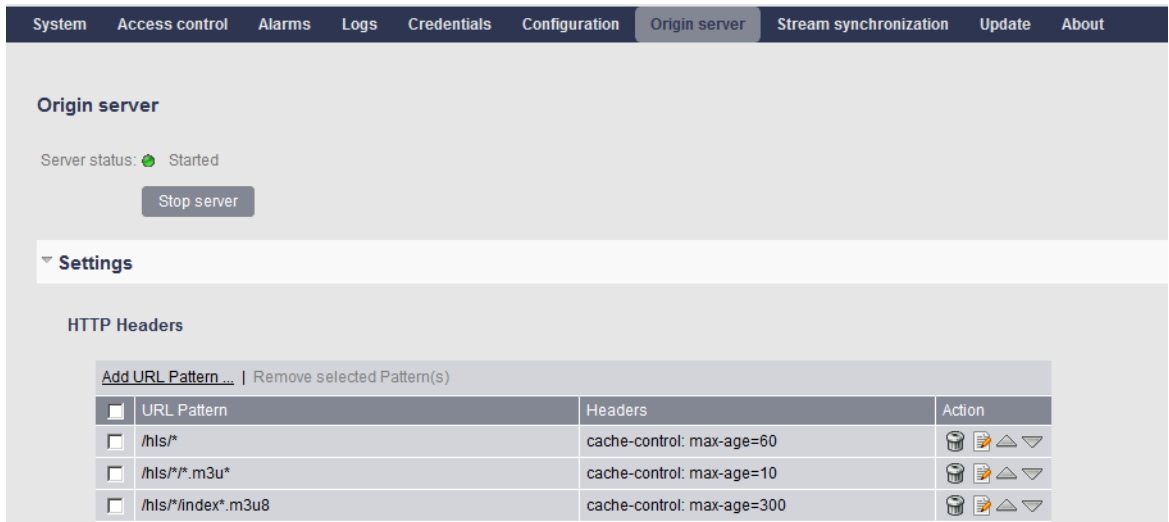 System Access control Alarms Logs Credentials Configuration Origin server Stream synchronization Update About
Origin server
Server status: Started
Stop server
Settings
HTTP Headers
Add URL Pattern ... | Remove selected Pattern(s)
URL Pattern Headers Action
/hls/* cache-control: max-age=60
/hls/*/*.m3u* cache-control: max-age=10
/hls/*/index*.m3u8 cache-control: max-age=300